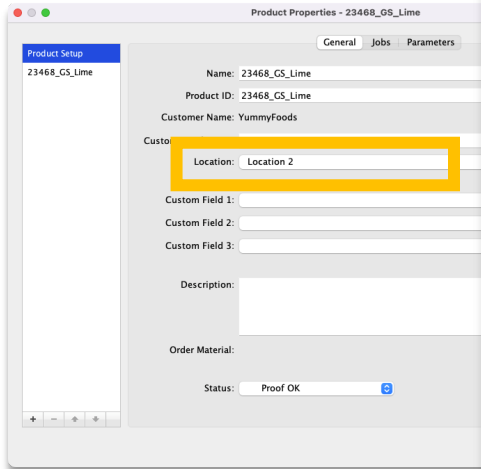 Product Properties - 23468_GS_Lime
General Jobs Parameters
Product Setup
23468_GS_Lime
Name: 23468_GS_Lime
Product ID: 23468_GS_Lime
Customer Name: YummyFoods
Location: Location 2
Custom Field 1:
Custom Field 2:
Custom Field 3:
Description:
Order Material:
Status: Proof OK
+ −